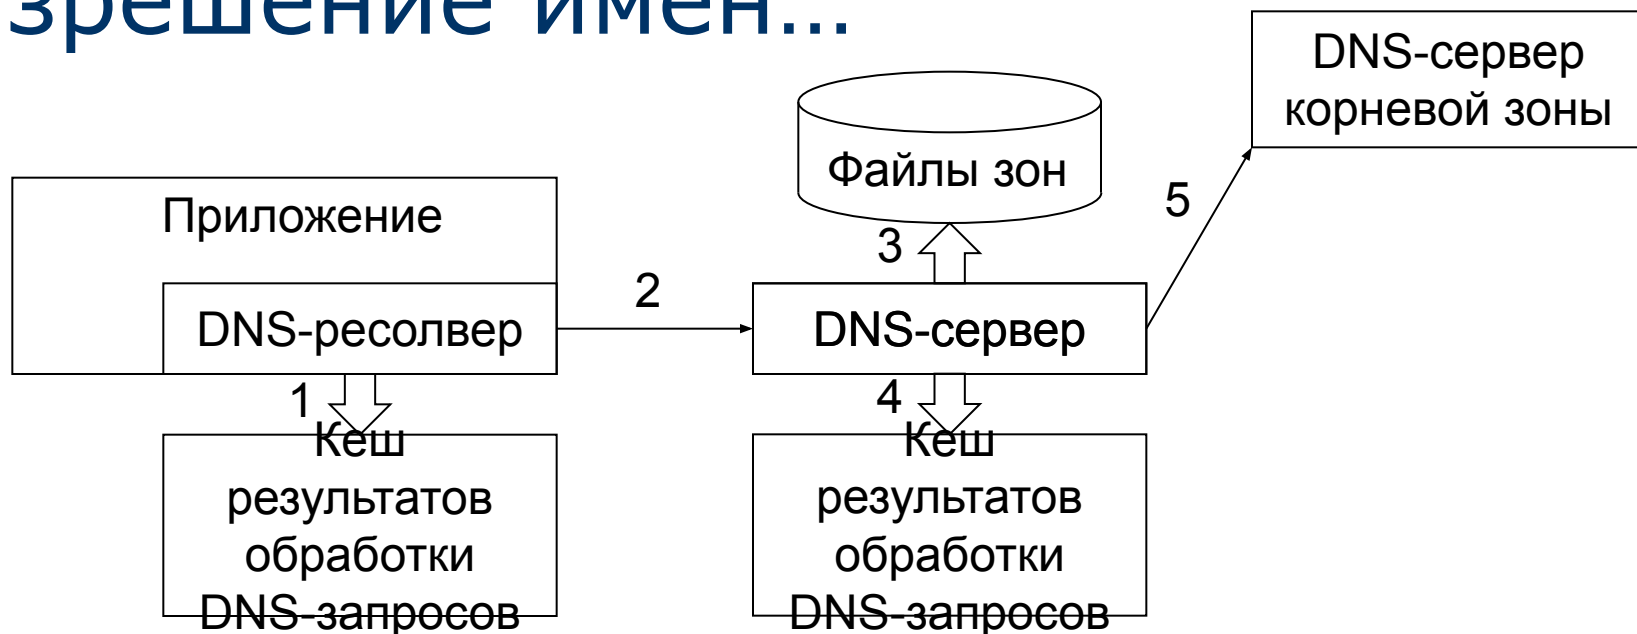 зрешение имен...
DNS-сервер
корневой зоны
Файлы зон
5
Приложение
3
2
DNS-ресолвер
DNS-сервер
1
4
Кеш
результатов
обработки
DNS-запросов
Кеш
результатов
обработки
DNS-запросов